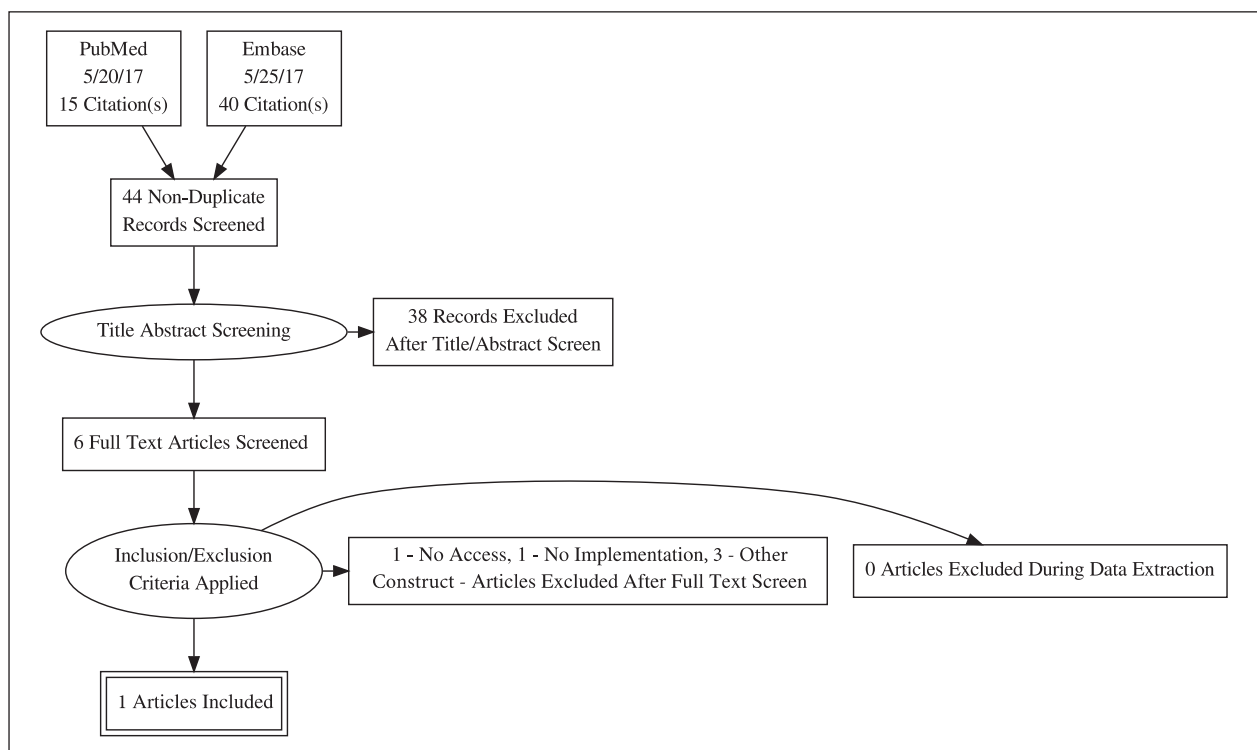 PubMed
5/20/17
15 Citation(s)
Embase
5/25/17
40 Citation(s)
44 Non-Duplicate
Records Screened
Title Abstract Screening
38 Records Excluded
After Title/Abstract Screen
6 Full Text Articles Screened
Inclusion/Exclusion
Criteria Applied
1 - No Access, 1 - No Implementation, 3 - Other
Construct - Articles Excluded After Full Text Screen
0 Articles Excluded During Data Extraction
1 Articles Included